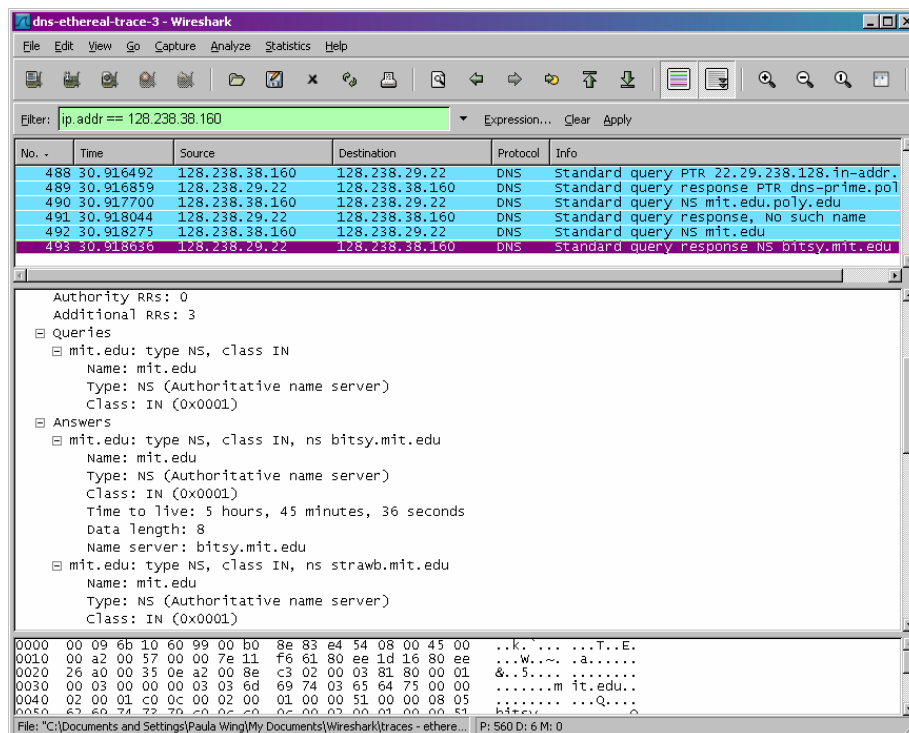 dns-ethereal-trace-3 - Wireshark
File Edit View Go Capture Analyze Statistics Help
Filter: ip.addr == 128.238.38.160 Expression... Clear Apply
No. - Time Source Destination Protocol Info
488 30.916492 128.238.38.160 128.238.29.22 DNS Standard query PTR 22.29.238.128.in-addr.
489 30.916859 128.238.29.22 128.238.38.160 DNS Standard query response PTR dns-prime.pol
490 30.917700 128.238.38.160 128.238.29.22 DNS Standard query NS mit.edu.poly.edu
491 30.918044 128.238.29.22 128.238.38.160 DNS Standard query response, No such name
492 30.918275 128.238.38.160 128.238.29.22 DNS Standard query NS mit.edu
493 30.918636 128.238.29.22 128.238.38.160 DNS Standard query response NS bitsy.mit.edu
Authority RRs: 0
Additional RRs: 3
Queries
mit.edu: type NS, class IN
Name: mit.edu
Type: NS (Authoritative name server)
Class: IN (0x0001)
Answers
mit.edu: type NS, class IN, ns bitsy.mit.edu
Name: mit.edu
Type: NS (Authoritative name server)
Class: IN (0x0001)
Time to live: 5 hours, 45 minutes, 36 seconds
Data length: 8
Name server: bitsy.mit.edu
mit.edu: type NS, class IN, ns strawb.mit.edu
Name: mit.edu
Type: NS (Authoritative name server)
Class: IN (0x0001)
0000 00 09 6b 10 60 99 00 b0 8e 83 e4 54 08 00 45 00 ..k.`... ...T..E.
0010 00 a2 00 57 00 00 7e 11 f6 61 80 ee 1d 16 80 ee ...W..~. .a......
0020 26 a0 00 35 0e a2 00 8e c3 02 00 03 81 80 00 01 &..5.... ........
0030 00 03 00 00 00 03 03 6d 69 74 03 65 64 75 00 00 .......m it.edu..
0040 02 00 01 c0 0c 00 02 00 01 00 00 51 00 00 08 05 ........ ...Q....
File: "C:\Documents and Settings\Paula Wing\My Documents\Wireshark\traces - ethere... P: 560 D: 6 M: 0